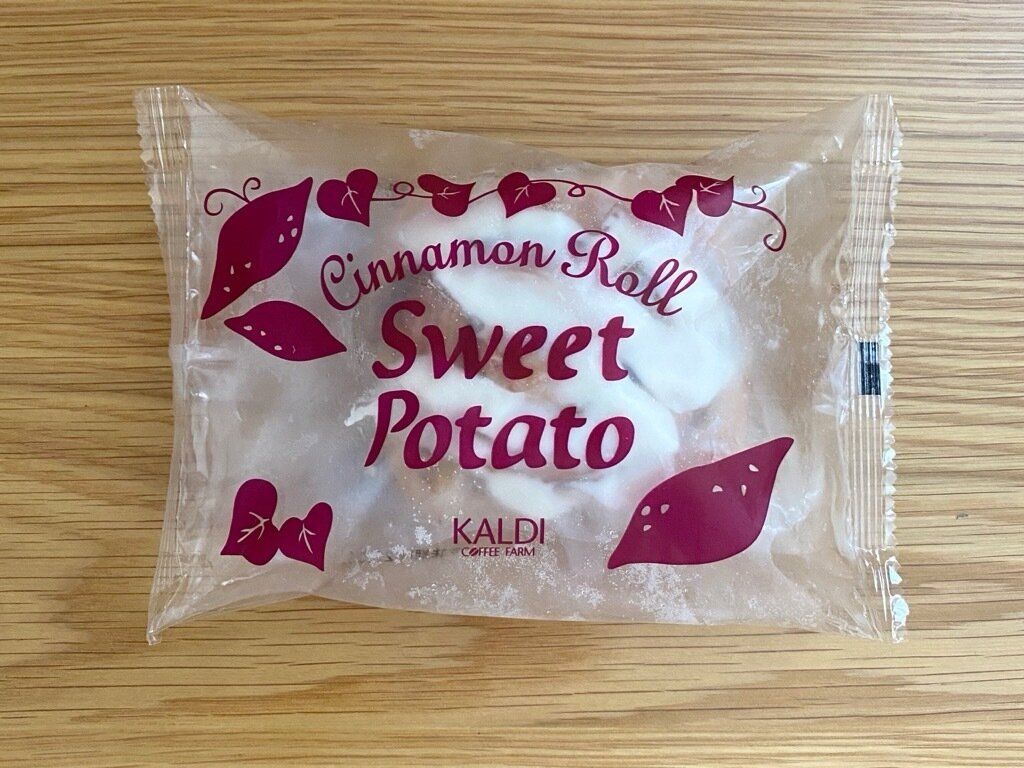 Cinnamon Roll
Sweet
Potato
KALDI
COFFEE FARM